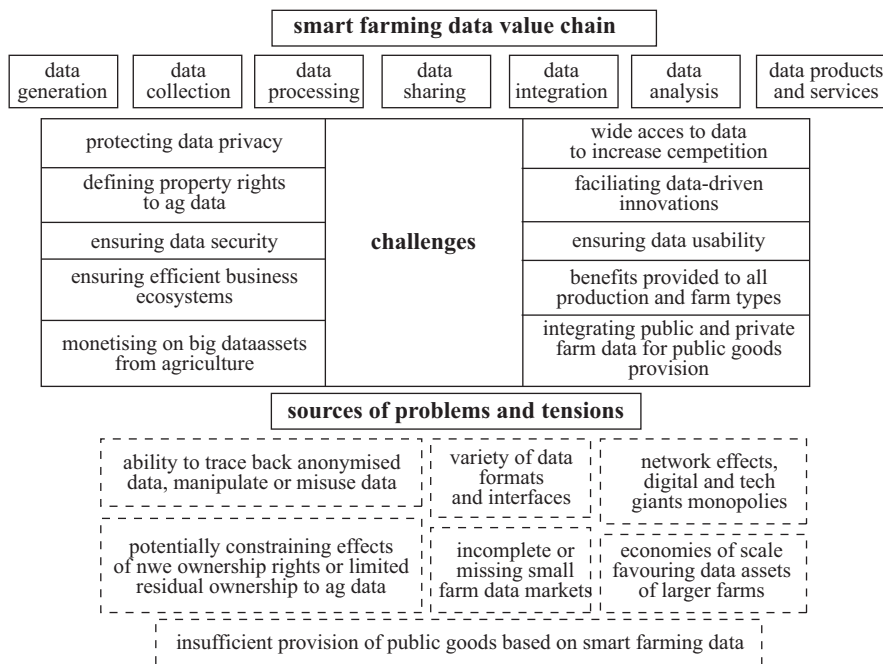 smart farming data value chain
data
generation
data
collection
data
processing
data
sharing
data
integration
data
analysis
data products
and services
protecting data privacy
defining property rights
to ag data
ensuring data security
ensuring efficient business
ecosystems
monetising on big dataassets
from agriculture
challenges
wide acces to data
to increase cempetition
faciliating data-driven
innovations
ensuring data usability
benefits provided to all
production and farm types
integrating public and private
farm data for public goods
provision
sources of problems and tensions
ability to trace back anonymised
data, manipulate or misuse data
variety of data
formats
and interfaces
network effects,
digital and tech
giants monopolies
potentially constraining effects
of nwe ownership rights or limited
residual ownership to ag data
incomplete or
missing small
farm data markets
economies of scale
favouring data assets
of larger farms
insufficient provision of public goods based on smart farming data